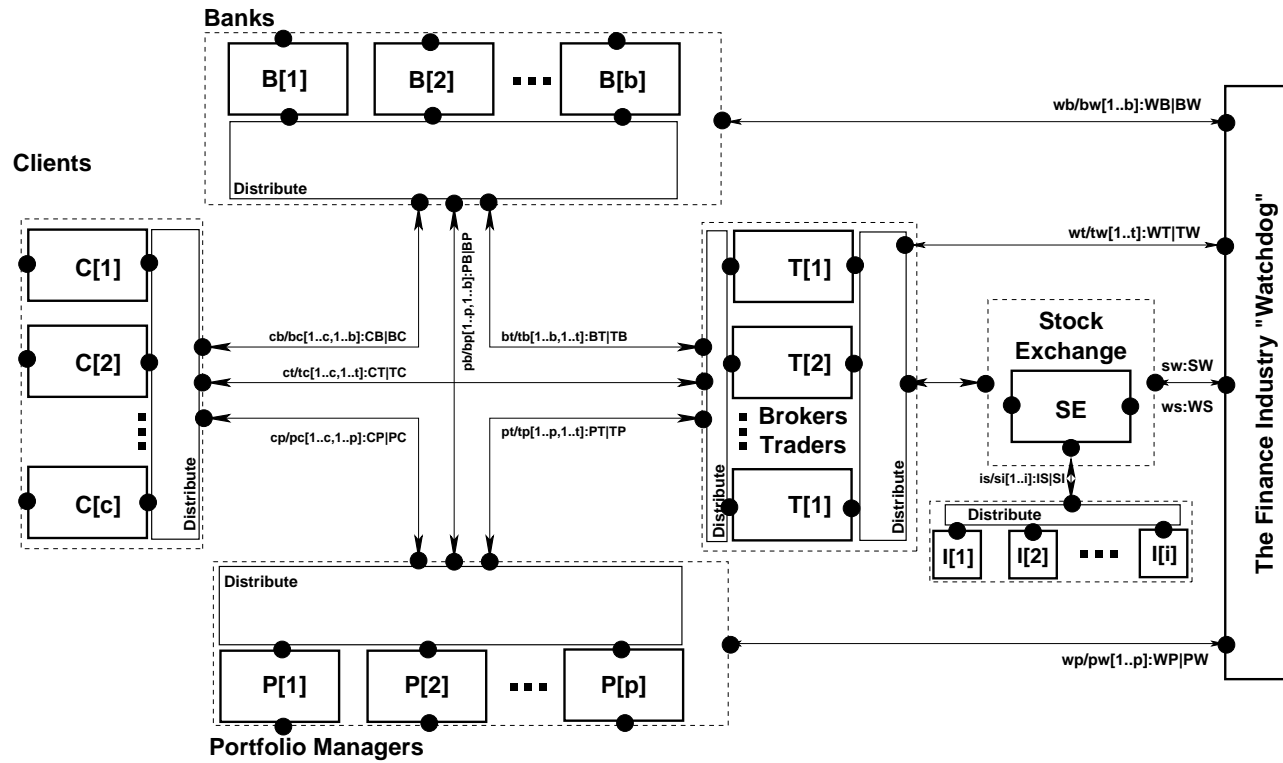 Banks
B[1]
B[2]
B[b]
Distribute
wb/bw[1..b]:WB|BW
Clients
C[1]
C[2]
C[c]
Distribute
cb/bc[1..c,1..b]:CB|BC
ct/tc[1..c,1..t]:CT|TC
cp/pc[1..c,1..p]:CP|PC
pb/bp[1..p,1..b]:PB|BP
bt/tb[1..b,1..t]:BT|TB
pt/tp[1..p,1..t]:PT|TP
Distribute
T[1]
T[2]
Brokers
Traders
T[1]
Distribute
wt/tw[1..t]:WT|TW
Stock
Exchange
SE
sw:SW
ws:WS
is/si[1..i]:IS|SI
Distribute
I[1]
I[2]
I[i]
The Finance Industry "Watchdog"
Distribute
P[1]
P[2]
P[p]
Portfolio Managers
wp/pw[1..p]:WP|PW